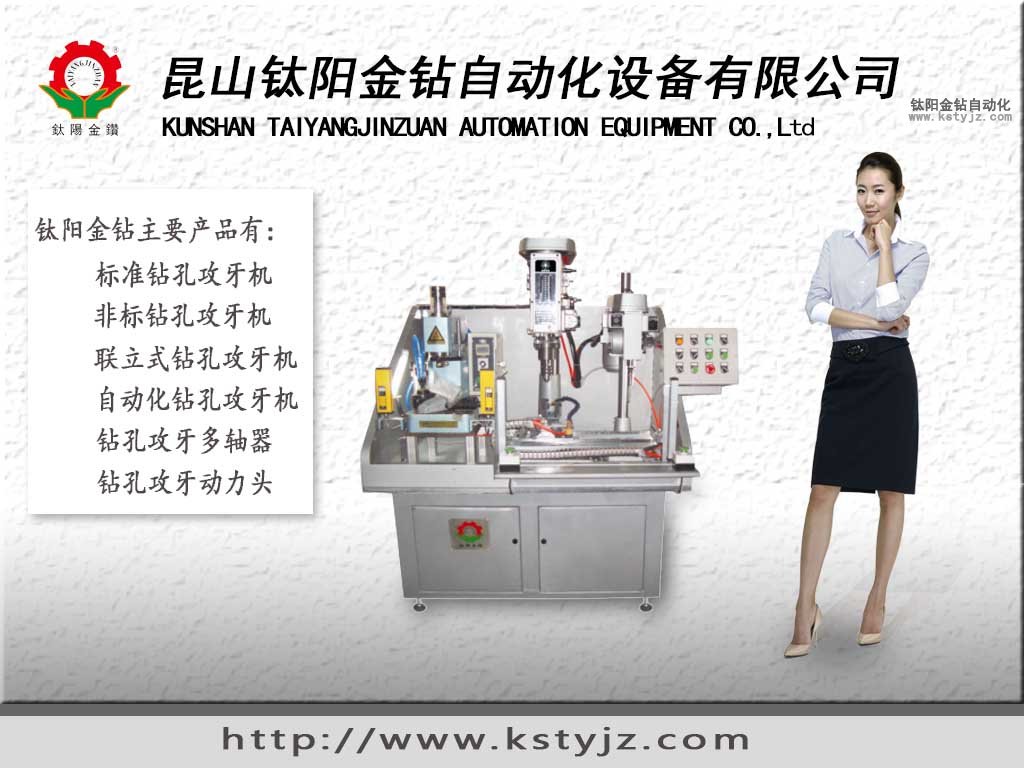 TAIYANGJINZUAN
®
鈦陽金鑽
昆山钛阳金钻自动化设备有限公司
KUNSHAN TAIYANGJINZUAN AUTOMATION EQUIPMENT CO.,Ltd
钛阳金钻自动化
www.kstyjz.com
钛阳金钻主要产品有:
标准钻孔攻牙机
非标钻孔攻牙机
联立式钻孔攻牙机
自动化钻孔攻牙机
钻孔攻牙多轴器
钻孔攻牙动力头
http://www.kstyjz.com